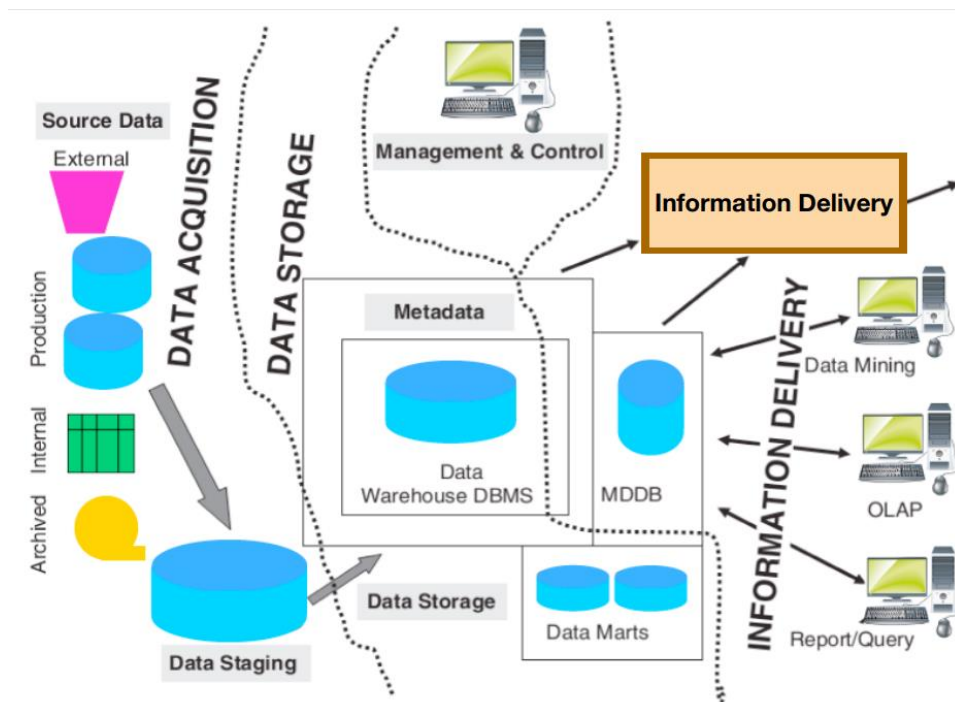 Source Data
External
Production
Internal
Archived
DATA ACQUISITION
Data Staging
DATA STORAGE
Management & Control
Metadata
Data
Warehouse DBMS
MDDB
Data Storage
Data Marts
Information Delivery
INFORMATION DELIVERY
Data Mining
OLAP
Report/Query